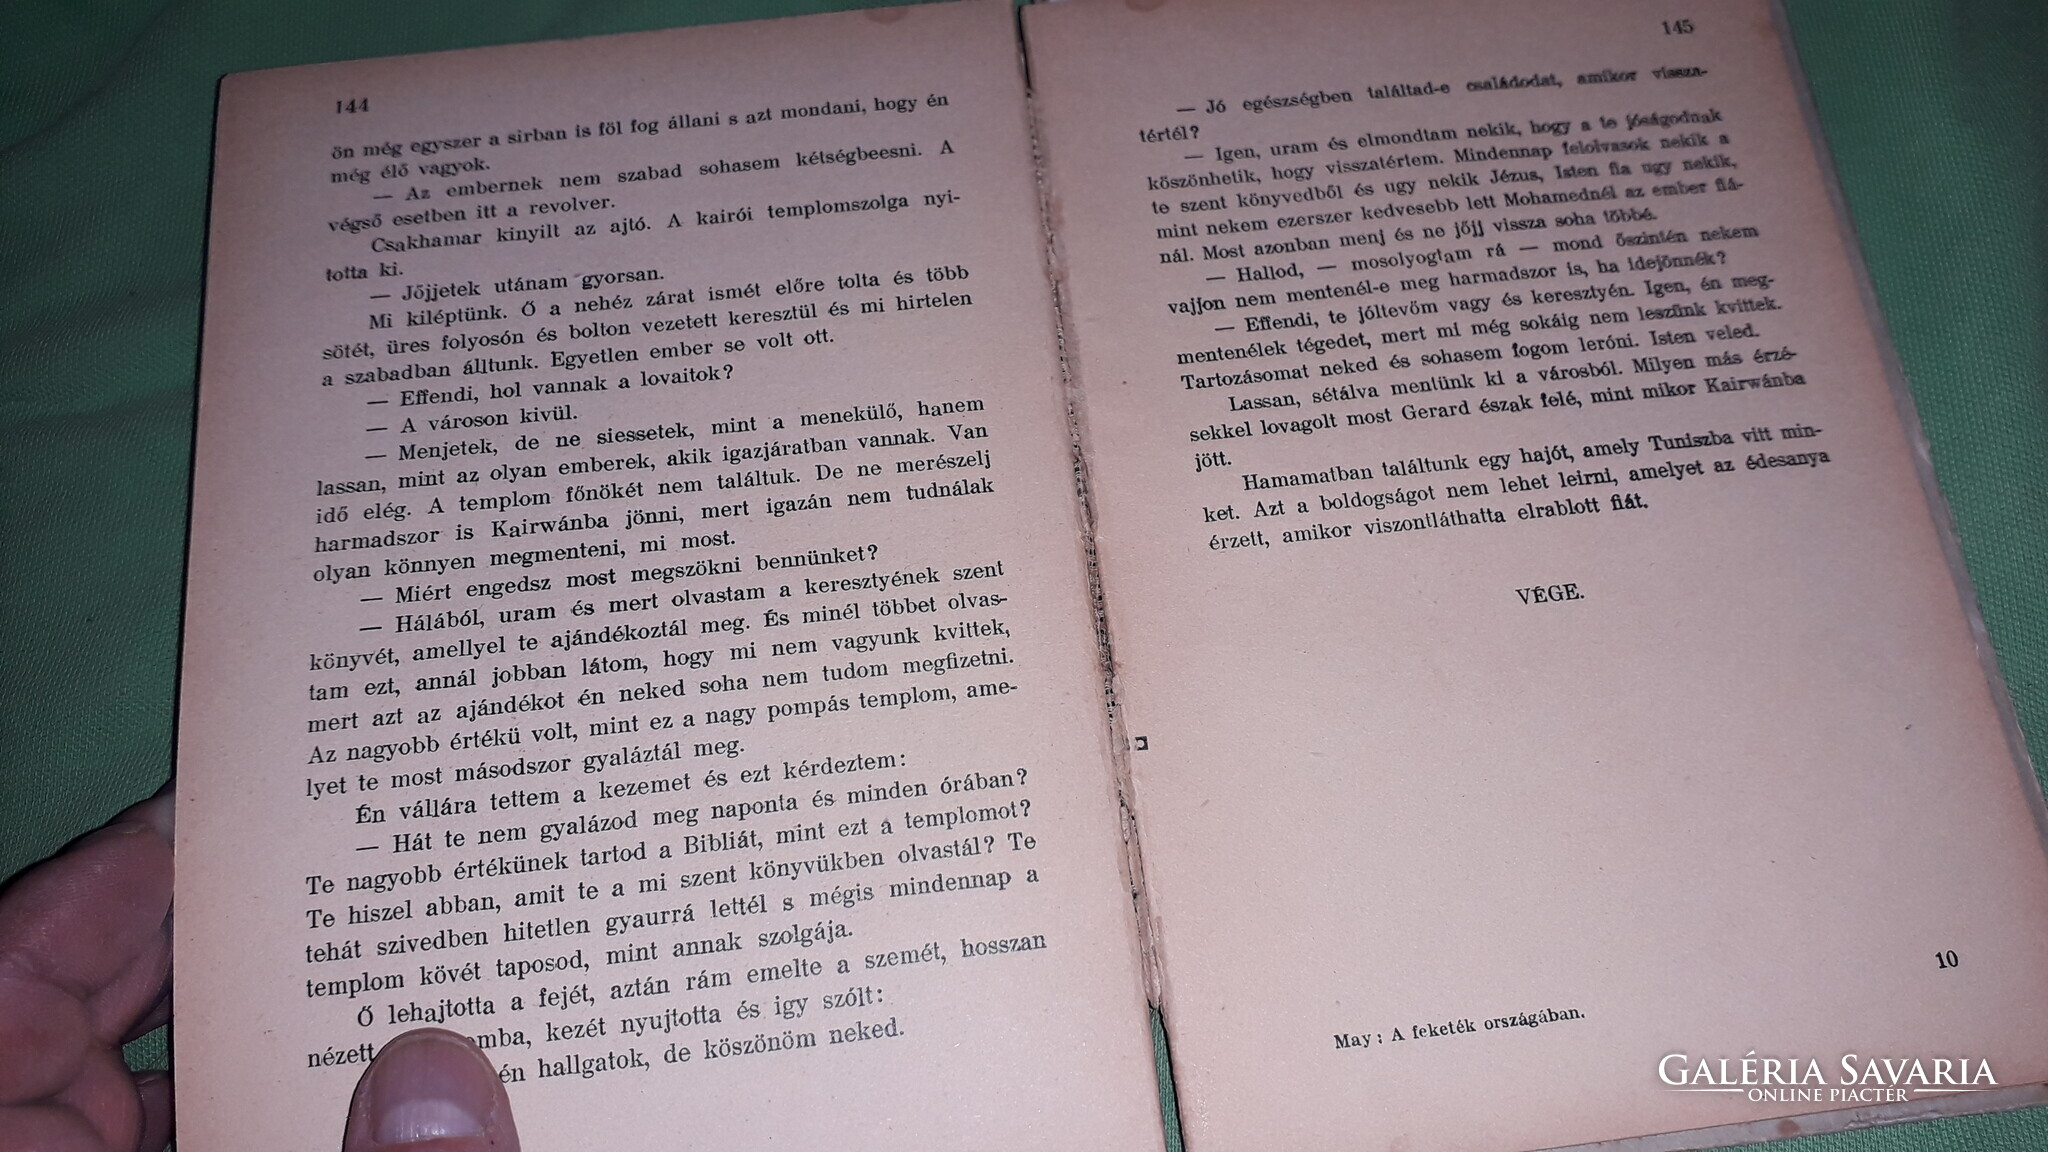 144
ön még egyszer a sirban is föl fog állani s azt mondani, hogy én
még élő vagyok.
— Az embernek nem szabad sohasem kétségbeesni. A
végső esetben itt a revolver.
Csakhamar kinyilt az ajtó. A kairói templomszolga nyi-
totta ki.
— Jőjjetek utánam gyorsan.
Mi kiléptünk. Ő a nehéz zárat ismét előre tolta és több
sötét, üres folyosón és bolton vezetett keresztül és mi hirtelen
a szabadban álltunk. Egyetlen ember se volt ott.
— Effendi, hol vannak a lovaitok?
— A városon kivül.
— Menjetek, de ne siessetek, mint a menekülő, hanem
lassan, mint az olyan emberek, akik igazjáratban vannak. Van
idő elég. A templom főnökét nem találtuk. De ne merészelj
harmadszor is Kairwánba jönni, mert igazán nem tudnálak
olyan könnyen megmenteni, mi most.
— Miért engedsz most megszökni bennünket?
— Hálából, uram és mert olvastam a keresztyének szent
könyvét, amellyel te ajándékoztál meg. És minél többet olvas-
tam ezt, annál jobban látom, hogy mi nem vagyunk kvittek,
mert azt az ajándékot én neked soha nem tudom megfizetni.
Az nagyobb értékü volt, mint ez a nagy pompás templom, ame-
lyet te most másodszor gyaláztál meg.
Én vállára tettem a kezemet és ezt kérdeztem:
— Hát te nem gyalázod meg naponta és minden órában?
Te nagyobb értékünek tartod a Bibliát, mint ezt a templomot?
Te hiszel abban, amit te a mi szent könyvükben olvastál? Te
tehát szivedben hitetlen gyaurrá lettél s mégis mindennap a
templom kövét taposod, mint annak szolgája.
Ő lehajtotta a fejét, aztán rám emelte a szemét, hosszan
nézett omba, kezét nyujtotta és igy szólt:
én hallgatok, de köszönöm neked.
145
— Jó egészségben találtad-e családodat, amikor vissza-
tértél?
— Igen, uram és elmondtam nekik, hogy a te jóságodnak
köszönhetik, hogy visszatértem. Mindennap felolvasok nekik a
te szent könyvedből és ugy nekik Jézus, Isten fia ugy nekik,
mint nekem ezerszer kedvesebb lett Mohamednél az ember fiá-
nál. Most azonban menj és ne jőjj vissza soha többé.
— Hallod, — mosolyogtam rá — mond őszintén nekem
vajjon nem mentenél-e meg harmadszor is, ha idejönnék?
— Effendi, te jóltevőm vagy és keresztyén. Igen, én meg-
mentenélek tégedet, mert mi még sokáig nem leszünk kvittek.
Tartozásomat neked és sohasem fogom leróni. Isten veled.
Lassan, sétálva mentünk ki a városból. Milyen más érzé-
sekkel lovagolt most Gerard észak felé, mint mikor Kairwánba
jött.
Hamamatban találtunk egy hajót, amely Tuniszba vitt min-
ket. Azt a boldogságot nem lehet leirni, amelyet az édesanya
érzett, amikor viszontláthatta elrablott fiát.
VÉGE.
May: A feketék országában.
10
GALÉRIA SAVARIA
ONLINE PIACTÉR